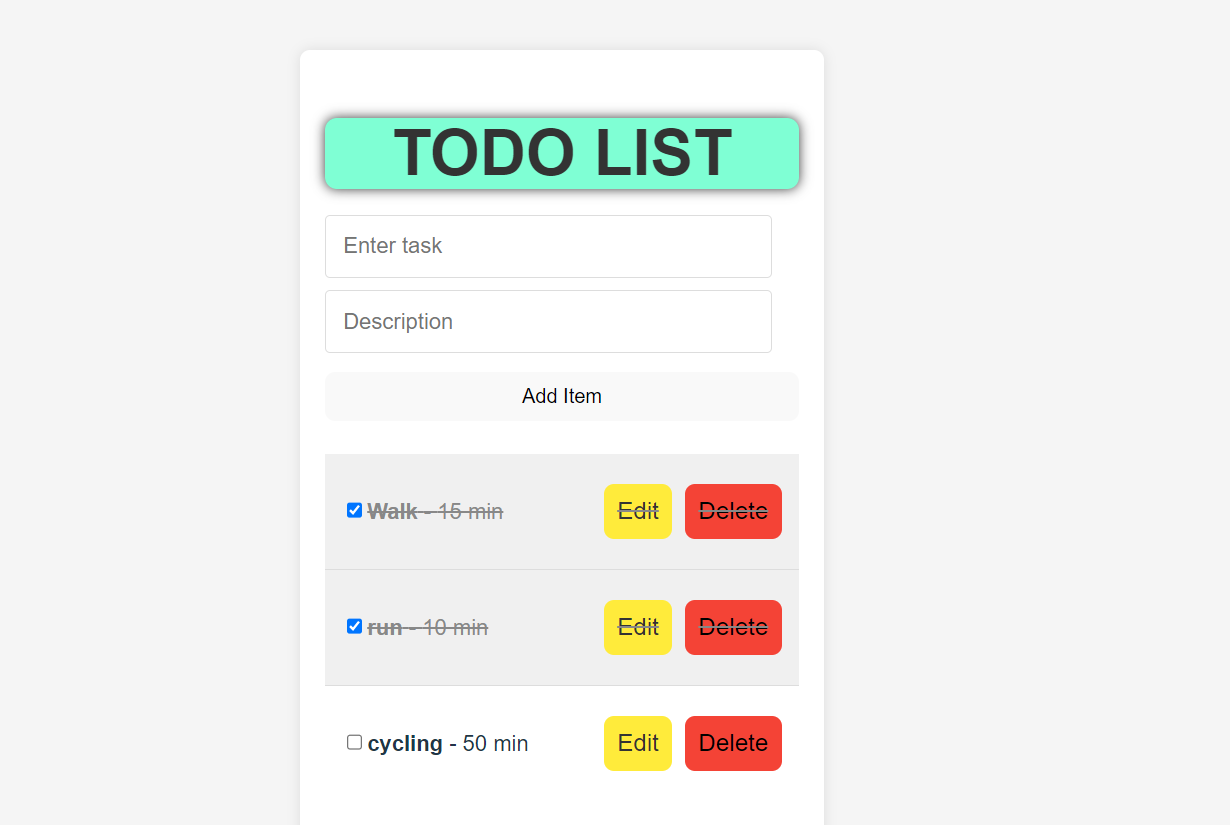 TODO LIST
Enter task
Description
Add Item
Walk - 15 min Edit Delete
run - 10 min Edit Delete
cycling - 50 min Edit Delete